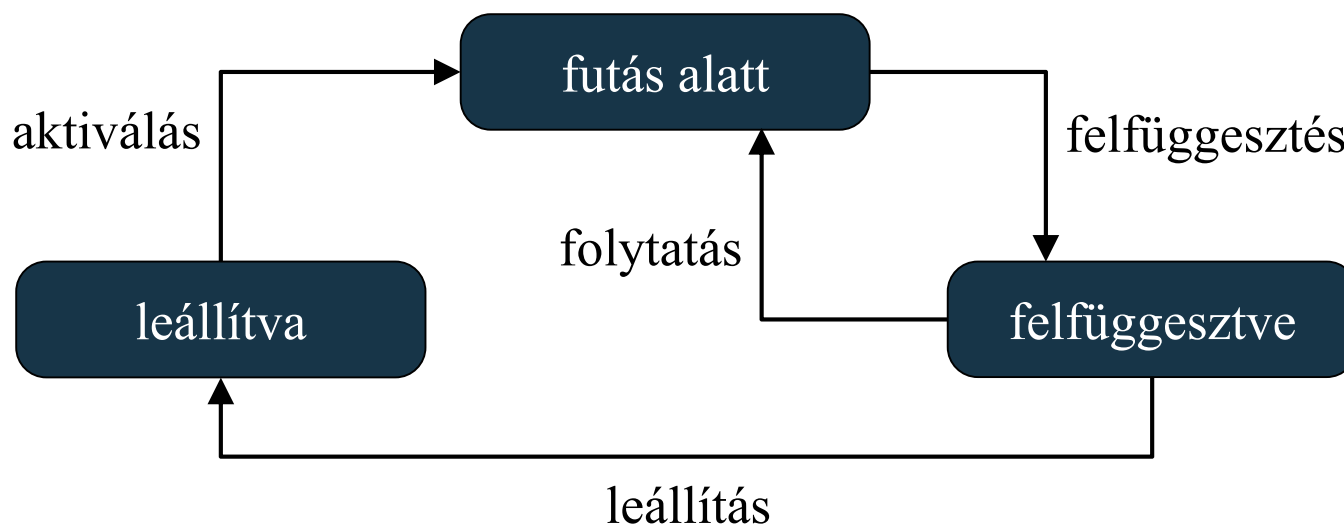 futás alatt
aktiválás
felfüggesztés
folytatás
leállítva
felfüggesztve
leállítás